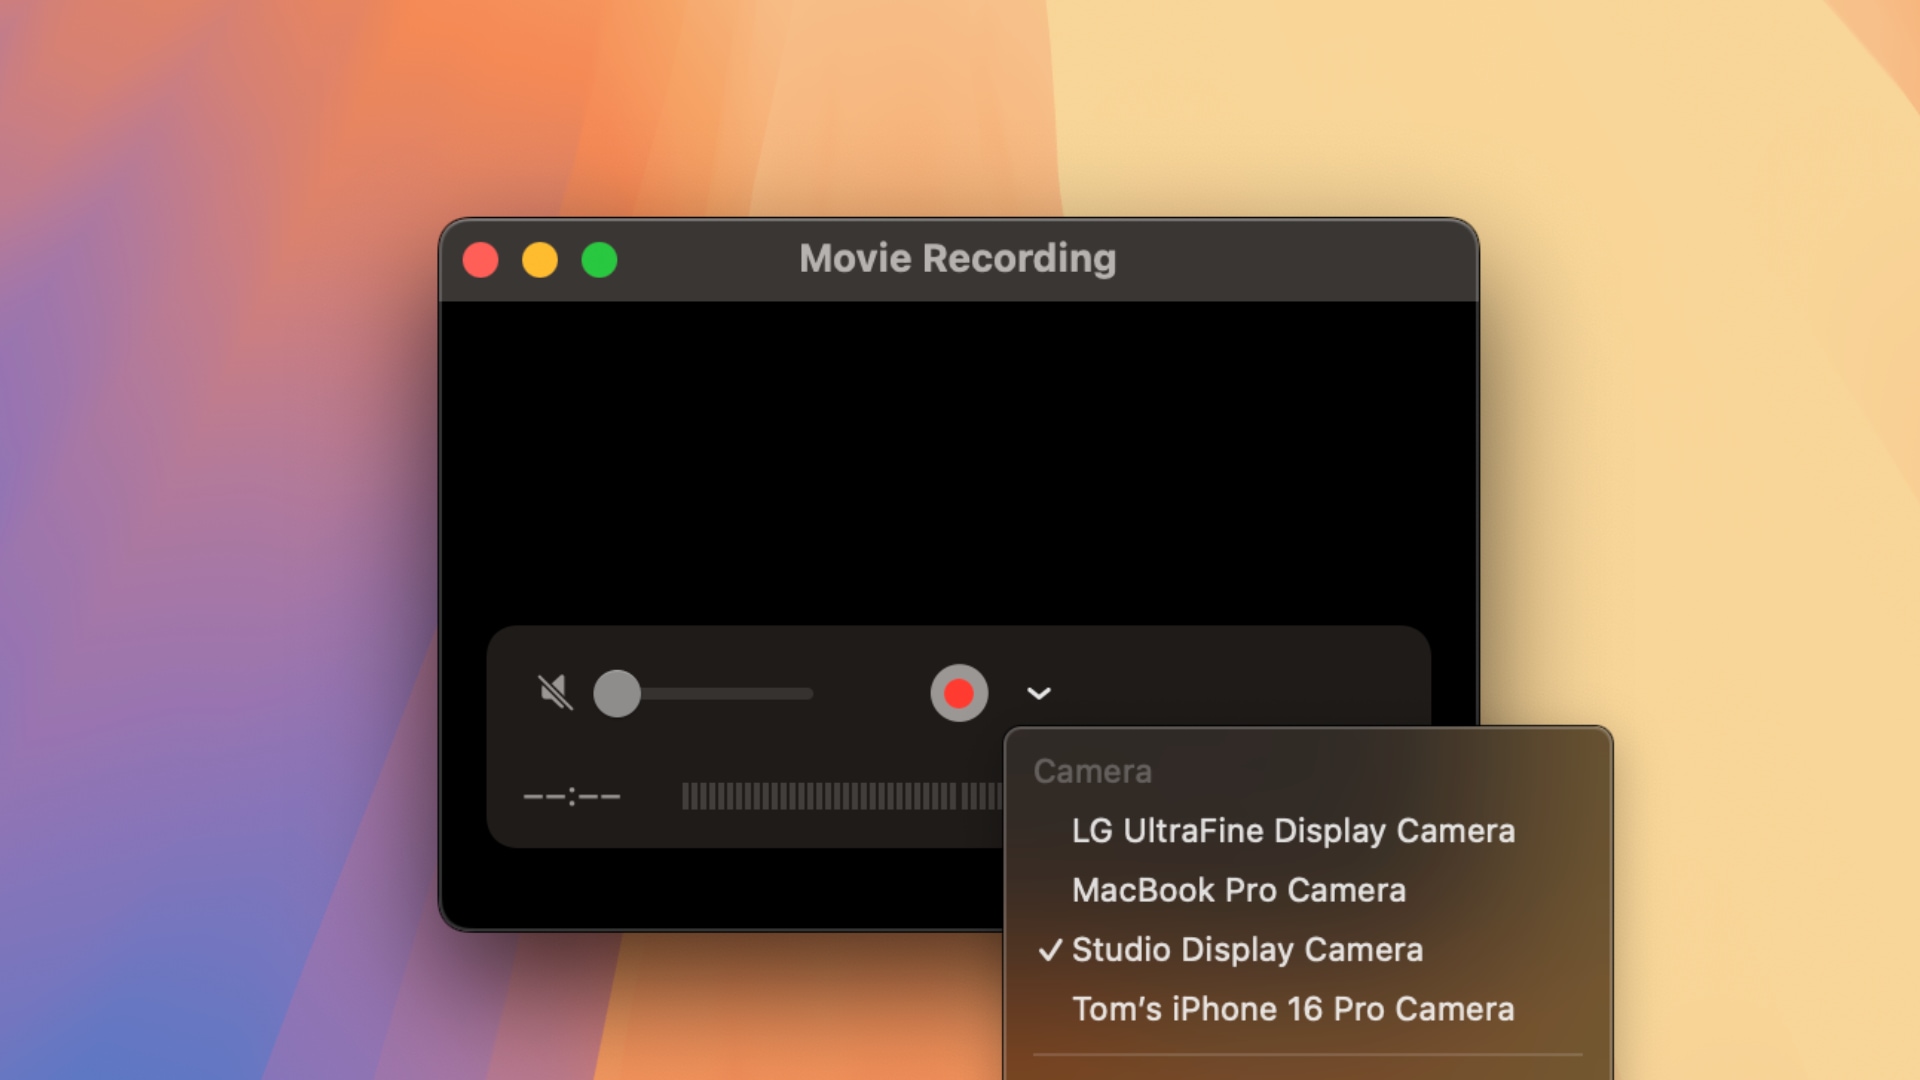 Movie Recording
--:--
Camera
LG UltraFine Display Camera
MacBook Pro Camera
✓ Studio Display Camera
Tom’s iPhone 16 Pro Camera